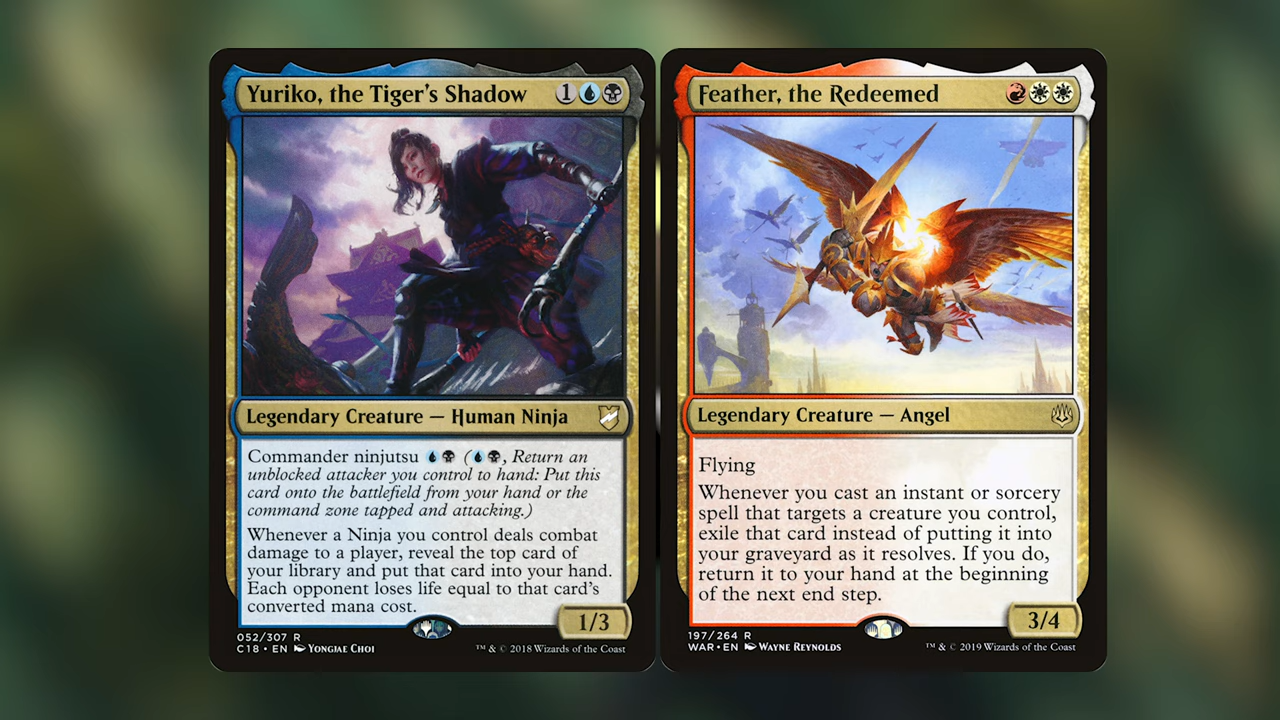 Yuriko, the Tiger's Shadow 1
Legendary Creature — Human Ninja
Commander ninjutsu ( , Return an
unblocked attacker you control to hand: Put this
card onto the battlefield from your hand or the
command zone tapped and attacking.)
Whenever a Ninja you control deals combat
damage to a player, reveal the top card of
your library and put that card into your hand.
Each opponent loses life equal to that card's
converted mana cost.
1/3
052/307 R
C18 • EN Yongjae Choi
™ & © 2018 Wizards of the Coast
Feather, the Redeemed
Legendary Creature — Angel
Flying
Whenever you cast an instant or sorcery
spell that targets a creature you control,
exile that card instead of putting it into
your graveyard as it resolves. If you do,
return it to your hand at the beginning
of the next end step.
3/4
197/264 R
WAR • EN Wayne Reynolds
™ & © 2019 Wizards of the Coast